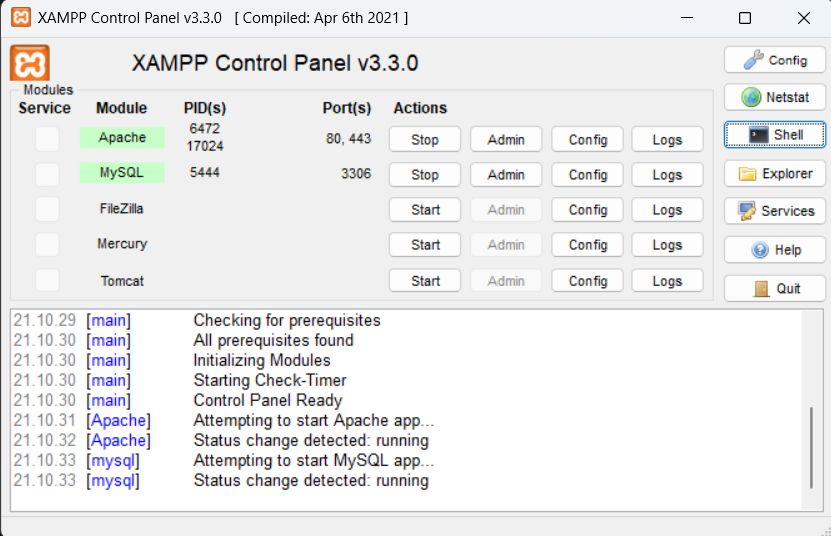 XAMPP Control Panel v3.3.0 [ Compiled: Apr 6th 2021 ]
XAMPP Control Panel v3.3.0
Config
Modules
Service Module PID(s) Port(s) Actions
Netstat
Apache 6472 17024 80, 443 Stop Admin Config Logs
Shell
MySQL 5444 3306 Stop Admin Config Logs
Explorer
FileZilla Start Admin Config Logs
Services
Mercury Start Admin Config Logs
Help
Tomcat Start Admin Config Logs
Quit
21.10.29 [main] Checking for prerequisites
21.10.30 [main] All prerequisites found
21.10.30 [main] Initializing Modules
21.10.30 [main] Starting Check-Timer
21.10.30 [main] Control Panel Ready
21.10.31 [Apache] Attempting to start Apache app...
21.10.32 [Apache] Status change detected: running
21.10.33 [mysql] Attempting to start MySQL app...
21.10.33 [mysql] Status change detected: running